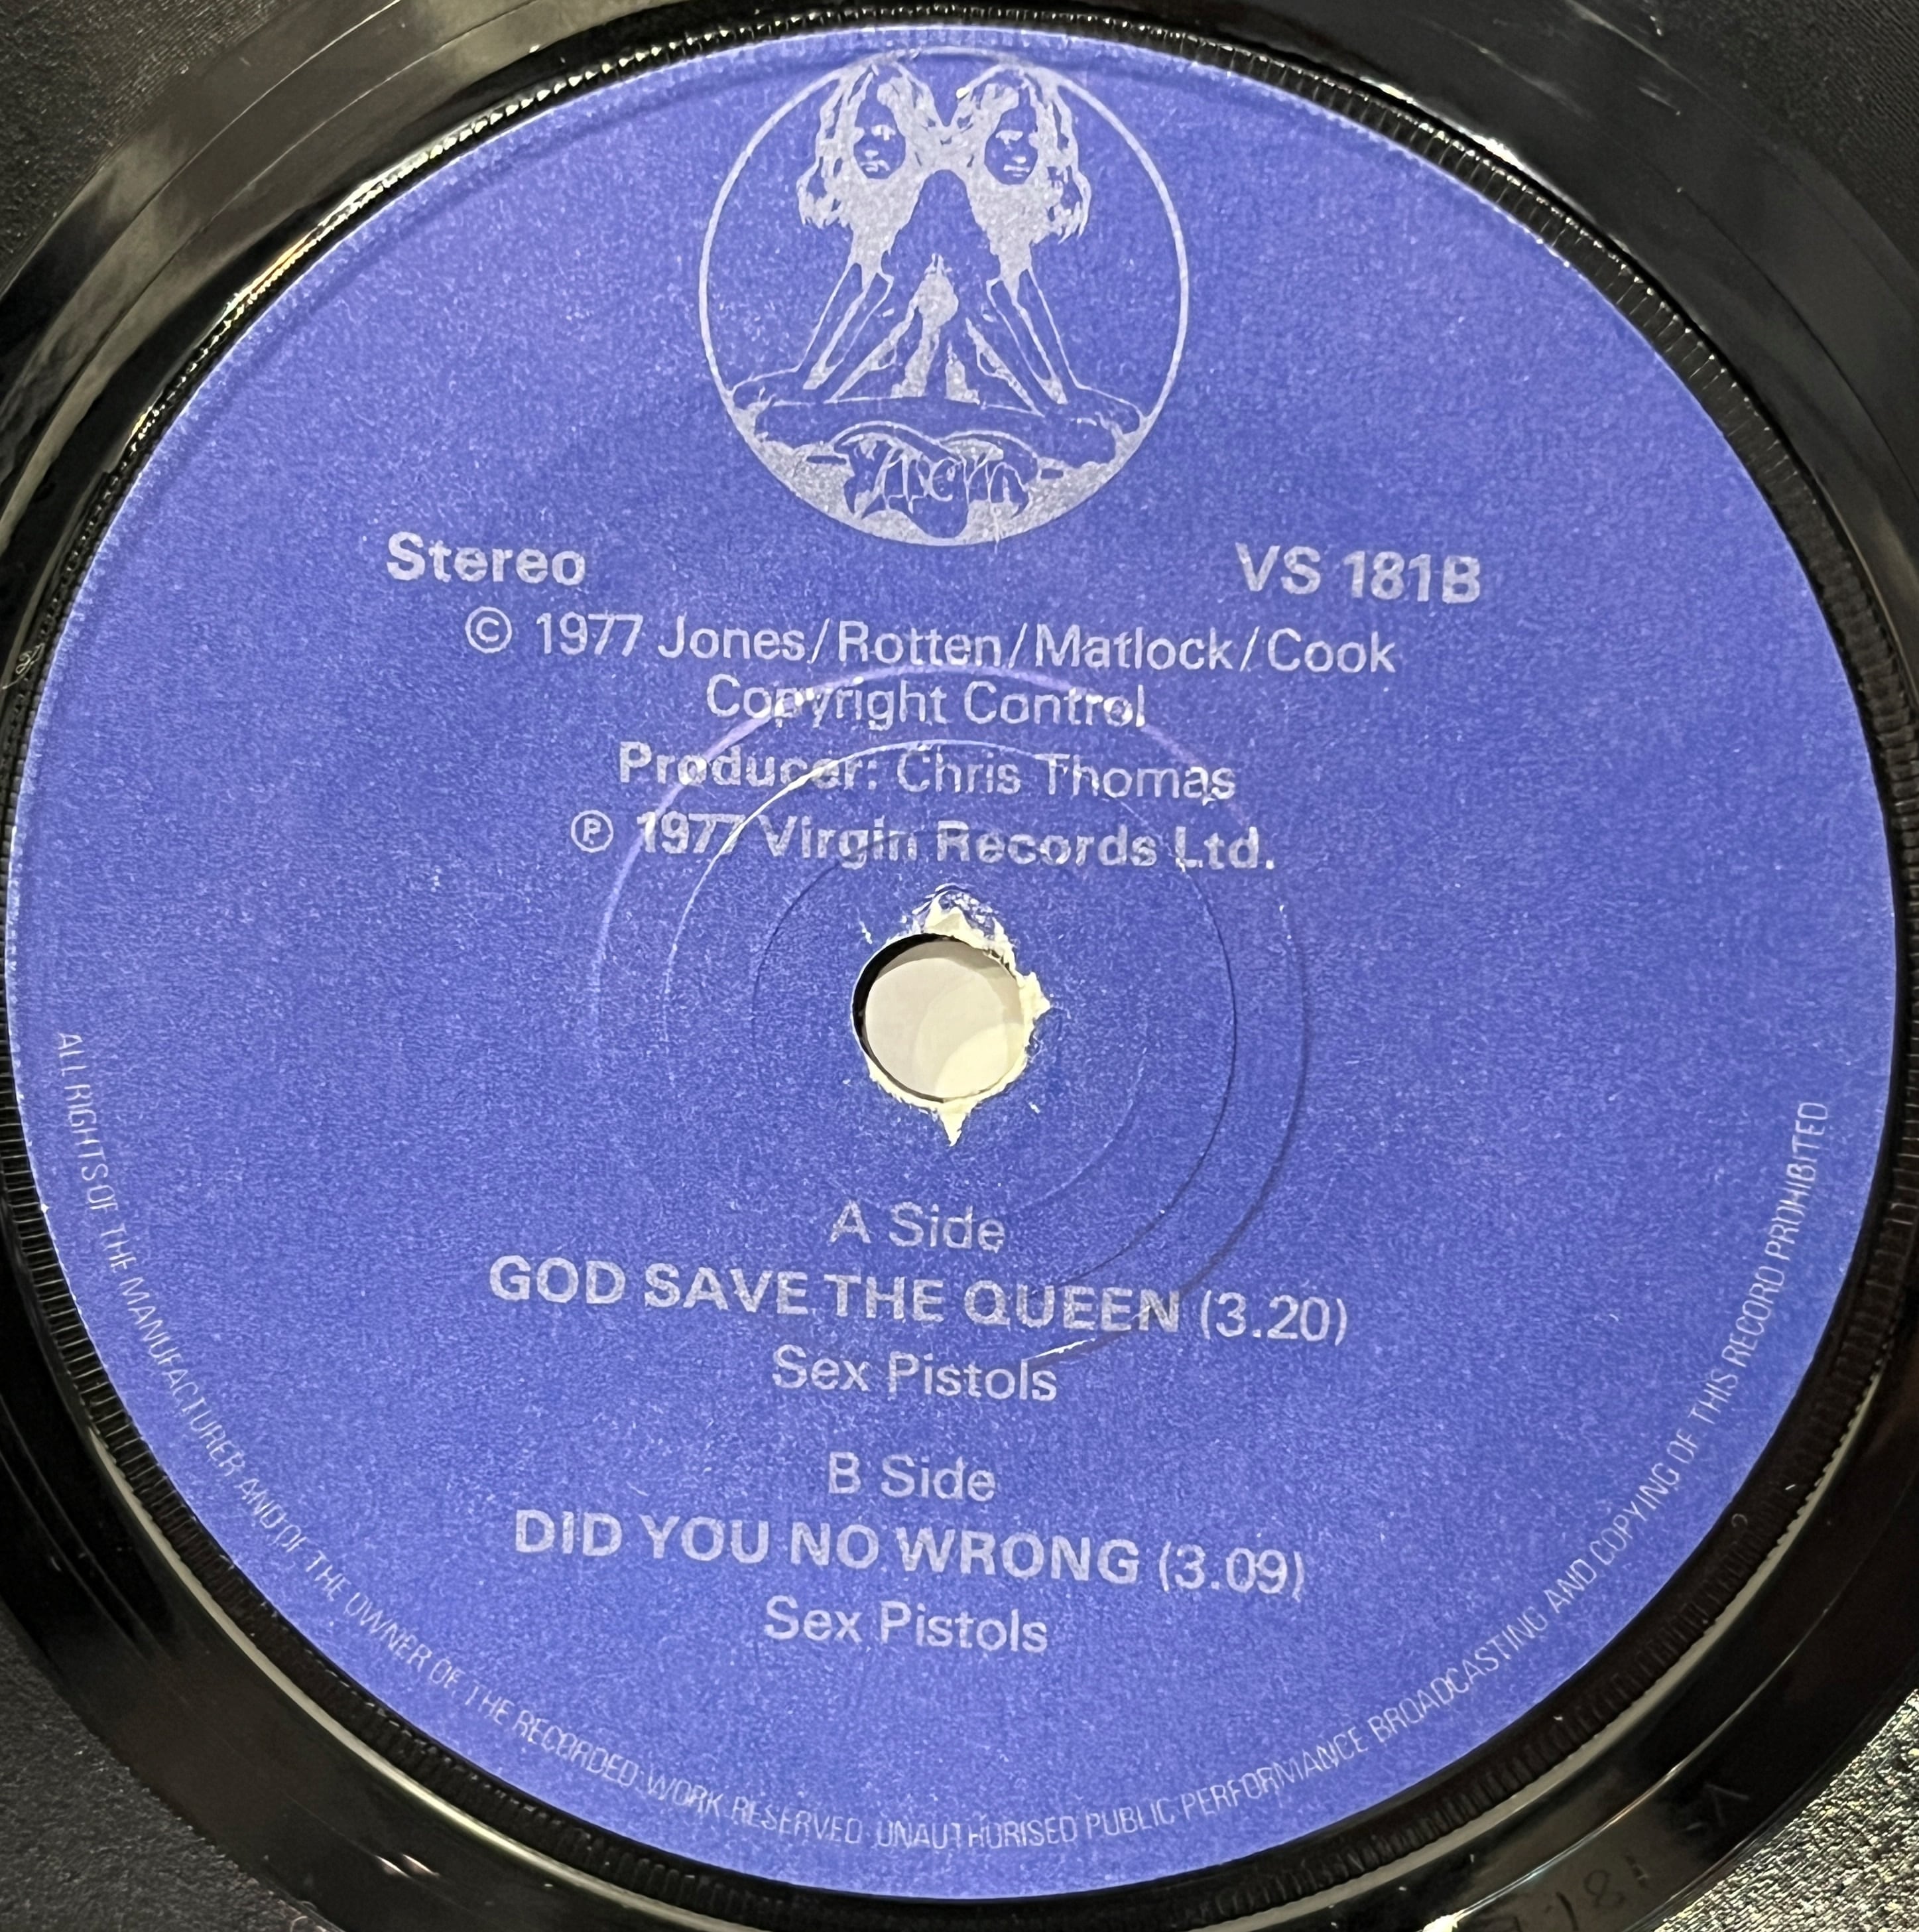 Virgin
Stereo
VS 181B
© 1977 Jones/Rotten/Matlock/Cook
Copyright Control
Producer: Chris Thomas
℗ 1977 Virgin Records Ltd.
A Side
GOD SAVE THE QUEEN (3.20)
Sex Pistols
B Side
DID YOU NO WRONG (3.09)
Sex Pistols
ALL RIGHTS OF THE MANUFACTURER AND OF THE OWNER OF THE RECORDED WORK RESERVED UNAUTHORISED PUBLIC PERFORMANCE BROADCASTING AND COPYING OF THIS RECORD PROHIBITED